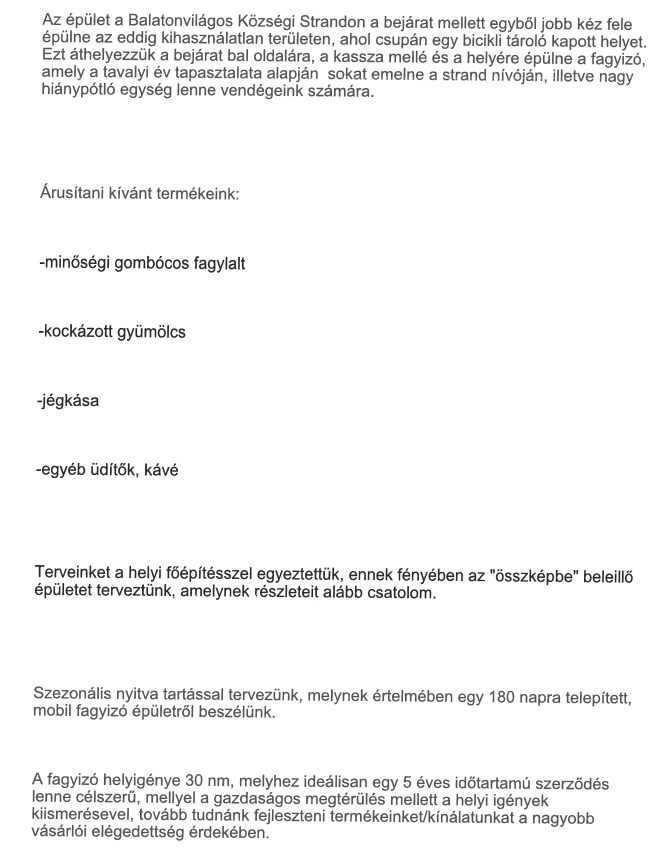 Az épület a Balatonvilágos Községi Strandon a bejárat mellett egyből jobb kéz fele
épülne az eddig kihasználatlan területen, ahol csupán egy bicikli tároló kapott helyet.
Ezt áthelyezzük a bejárat bal oldalára, a kassza mellé és a helyére épülne a fagyizó,
amely a tavalyi év tapasztalata alapján sokat emelne a strand nívóján, illetve nagy
hiánypótló egység lenne vendégeink számára.
Árusítani kívánt termékeink:
-minőségi gombócos fagylalt
-kockázott gyümölcs
-jégkása
-egyéb üdítők, kávé
Terveinket a helyi főépítésszel egyeztettük, ennek fényében az "összképbe" beleillő
épületet terveztünk, amelynek részleteit alább csatolom.
Szezonális nyitva tartással tervezünk, melynek értelmében egy 180 napra telepített,
mobil fagyizó épületről beszélünk.
A fagyizó helyigénye 30 nm, melyhez ideálisan egy 5 éves időtartamú szerződés
lenne célszerű, mellyel a gazdaságos megtérülés mellett a helyi igények
kiismerésevel, tovább tudnánk fejleszteni termékeinket/kínálatunkat a nagyobb
vásárlói elégedettség érdekében.